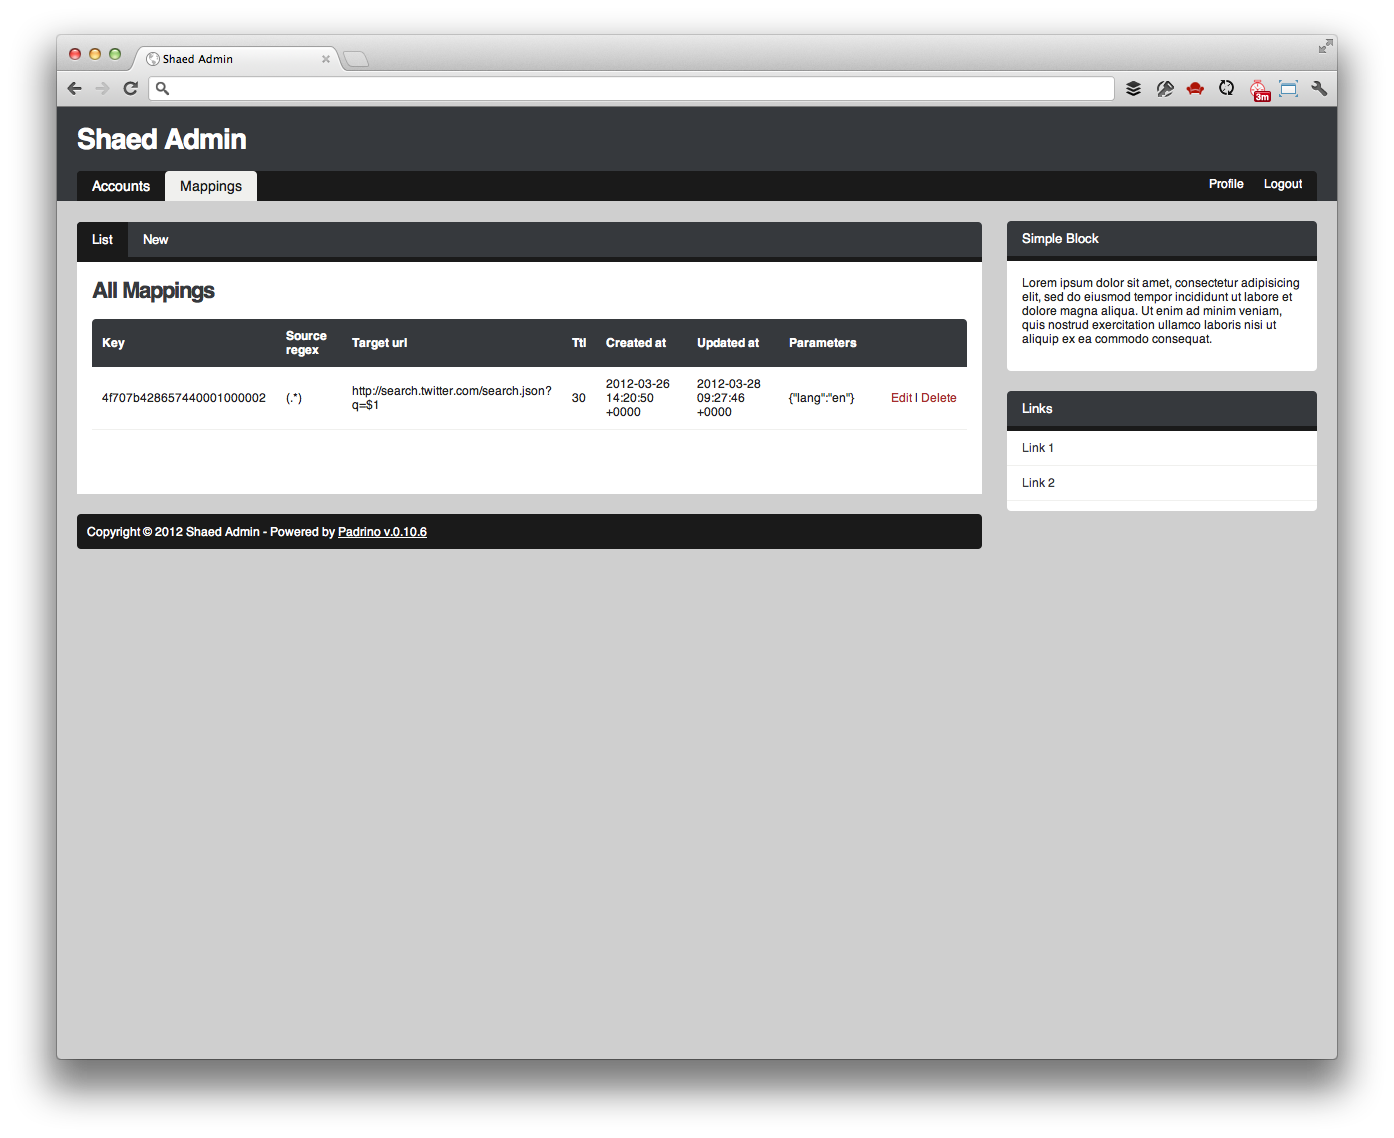 Shaed Admin
3m
Shaed Admin
Accounts
Mappings
Profile
Logout
List
New
All Mappings
Key
Source
regex
Target url
Ttl
Created at
Updated at
Parameters
4f707b428657440001000002
(.*)
http://search.twitter.com/search.json?
q=$1
30
2012-03-26
14:20:50
+0000
2012-03-28
09:27:46
+0000
{"lang":"en"}
Edit | Delete
Copyright © 2012 Shaed Admin - Powered by Padrino v.0.10.6
Simple Block
Lorem ipsum dolor sit amet, consectetur adipisicing
elit, sed do eiusmod tempor incididunt ut labore et
dolore magna aliqua. Ut enim ad minim veniam,
quis nostrud exercitation ullamco laboris nisi ut
aliquip ex ea commodo consequat.
Links
Link 1
Link 2